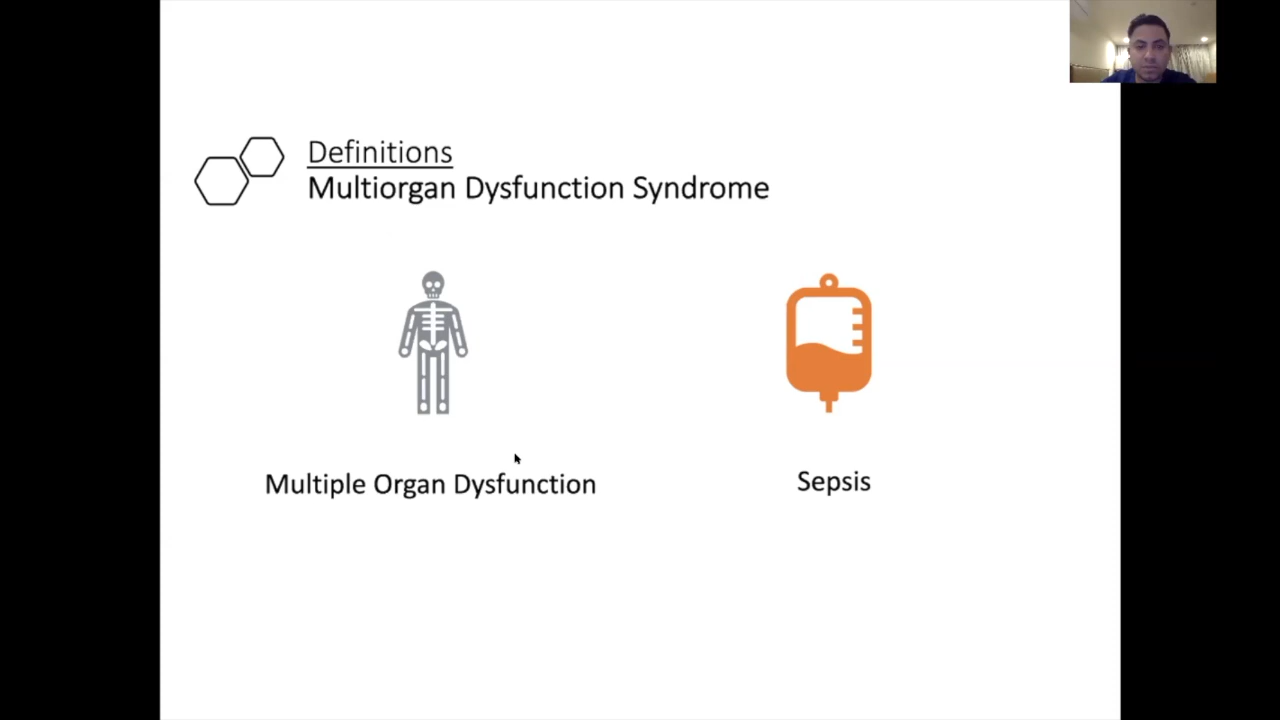 Definitions
Multiorgan Dysfunction Syndrome
Multiple Organ Dysfunction
Sepsis